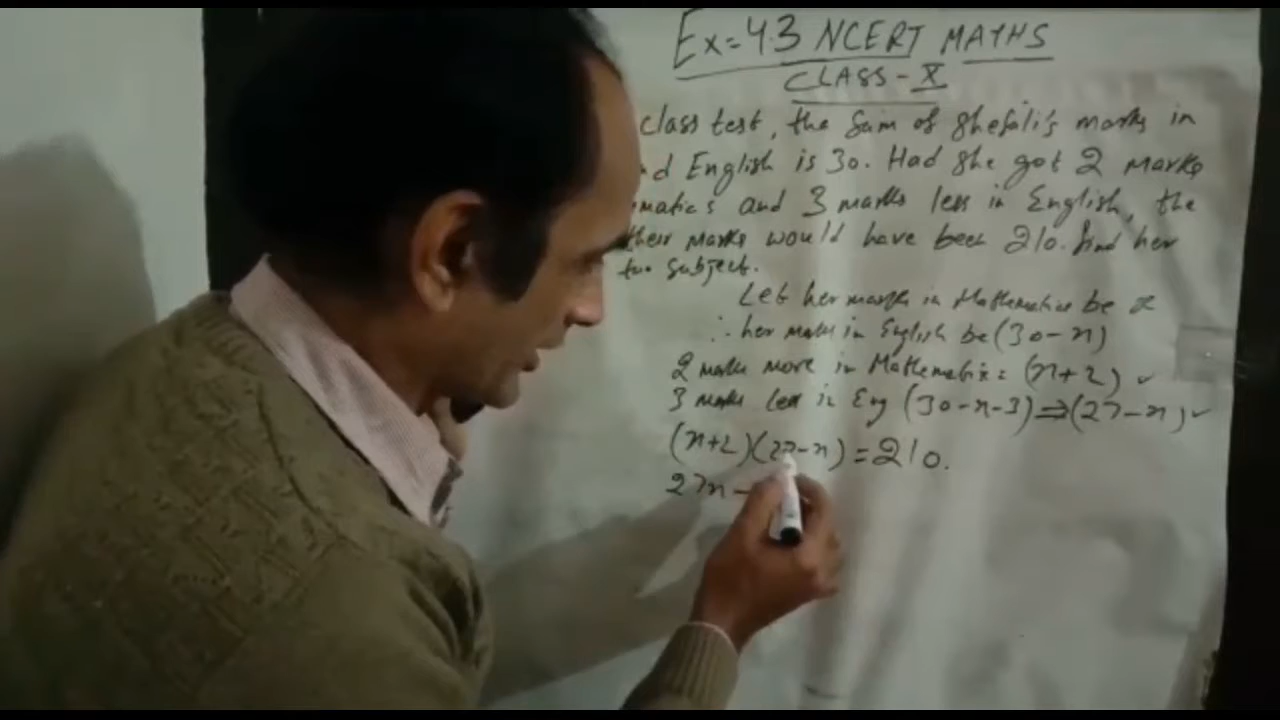 Ex=4.3 NCERT MATHS
CLASS-X
class test, the Sum of Shefali's marks in
nd English is 30. Had She got 2 marks
matics and 3 marks less in English, the
their marks would have been 210. find her
two Subject.
Let her marks in Mathematics be x
∴ her marks in English be (30-x)
2 marks more in Mathematics = (x+2) ✓
3 marks less in Eng (30-x-3) ⇒ (27-x) ✓
(x+2)(27-x) = 210.
27x -